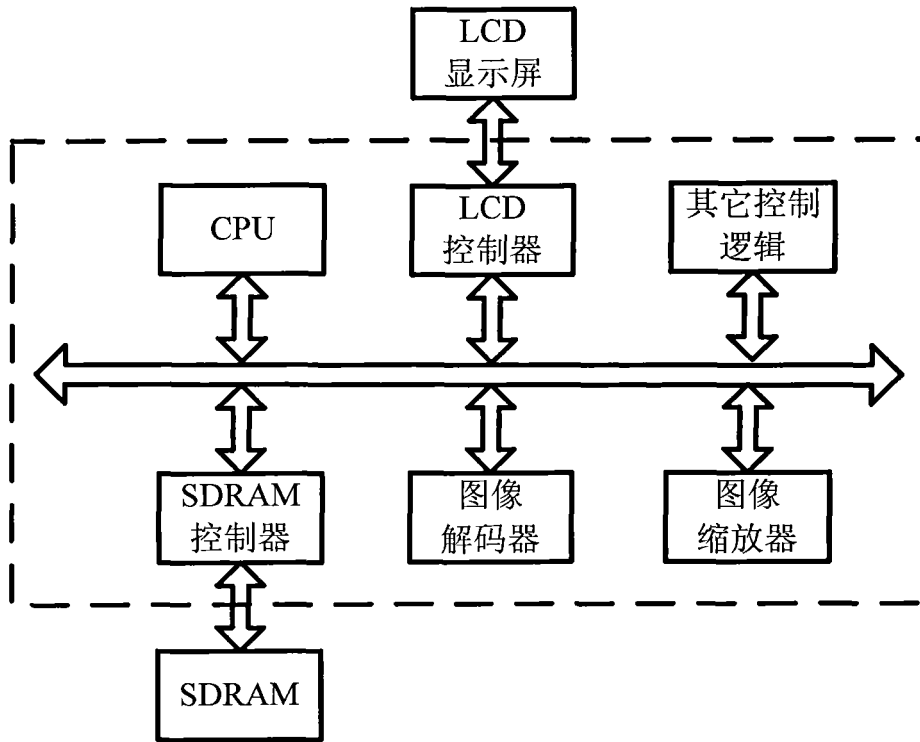 LCD
显示屏
CPU
LCD
控制器
其它控制
逻辑
SDRAM
控制器
图像
解码器
图像
缩放器
SDRAM